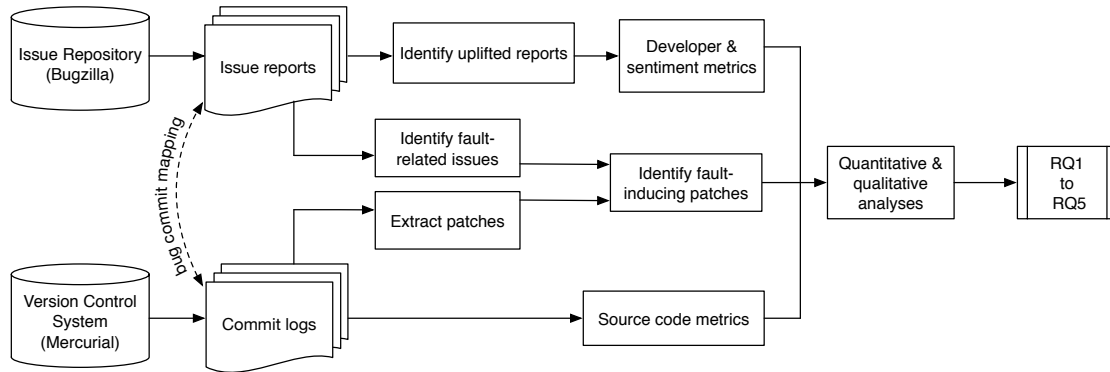 Issue Repository
(Bugzilla)
Issue reports
Identify uplifted reports
Developer &
sentiment metrics
bug commit mapping
Identify fault-
related issues
Extract patches
Identify fault-
inducing patches
Quantitative &
qualitative
analyses
RQ1
to
RQ5
Version Control
System
(Mercurial)
Commit logs
Source code metrics